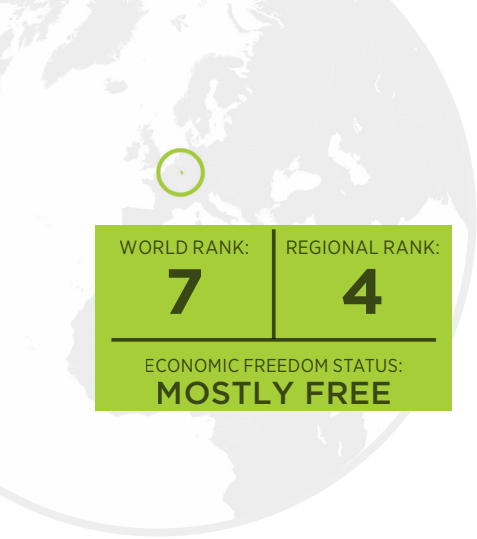 WORLD RANK:
7
REGIONAL RANK:
4
ECONOMIC FREEDOM STATUS:
MOSTLY FREE